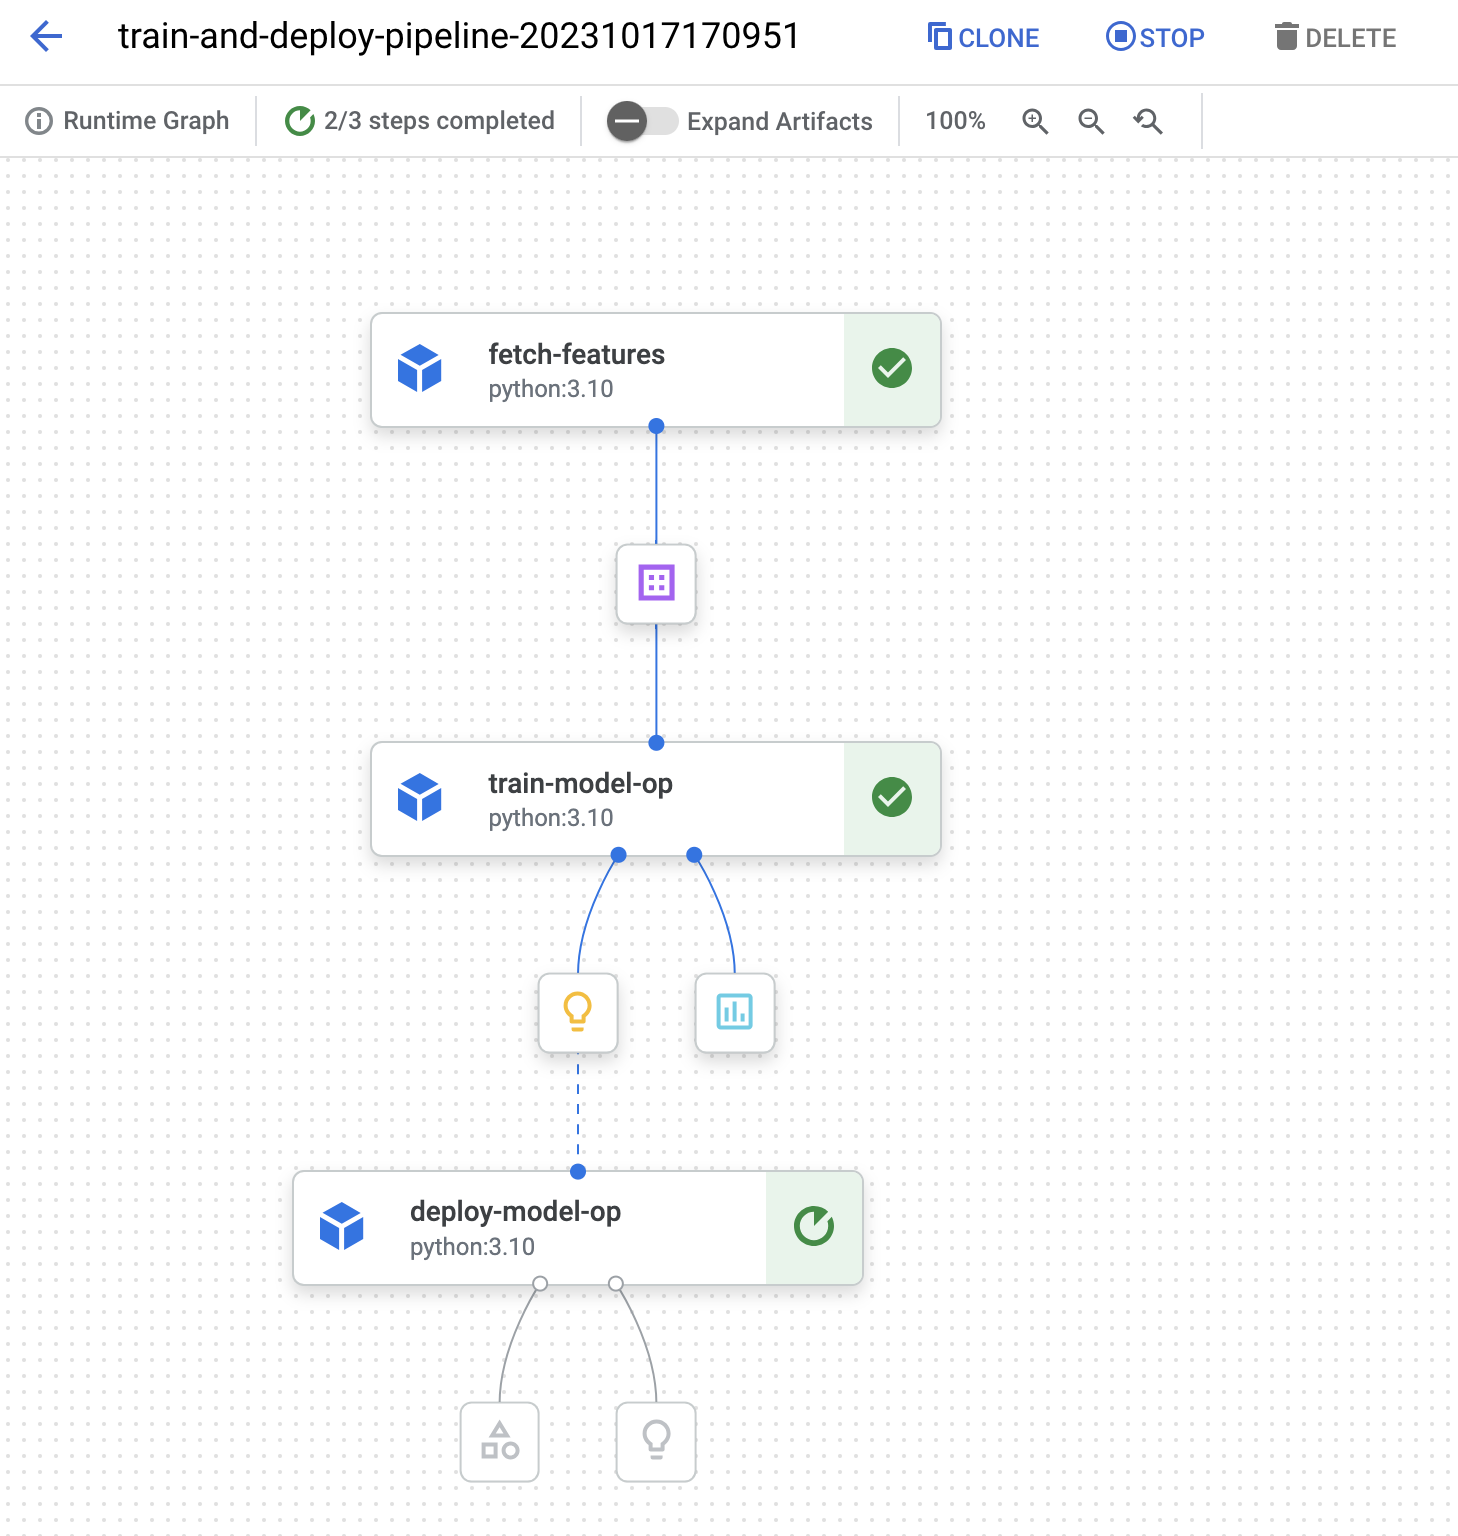 train-and-deploy-pipeline-20231017170951
CLONE
STOP
DELETE
Runtime Graph
2/3 steps completed
Expand Artifacts
100%
fetch-features
python:3.10
train-model-op
python:3.10
deploy-model-op
python:3.10